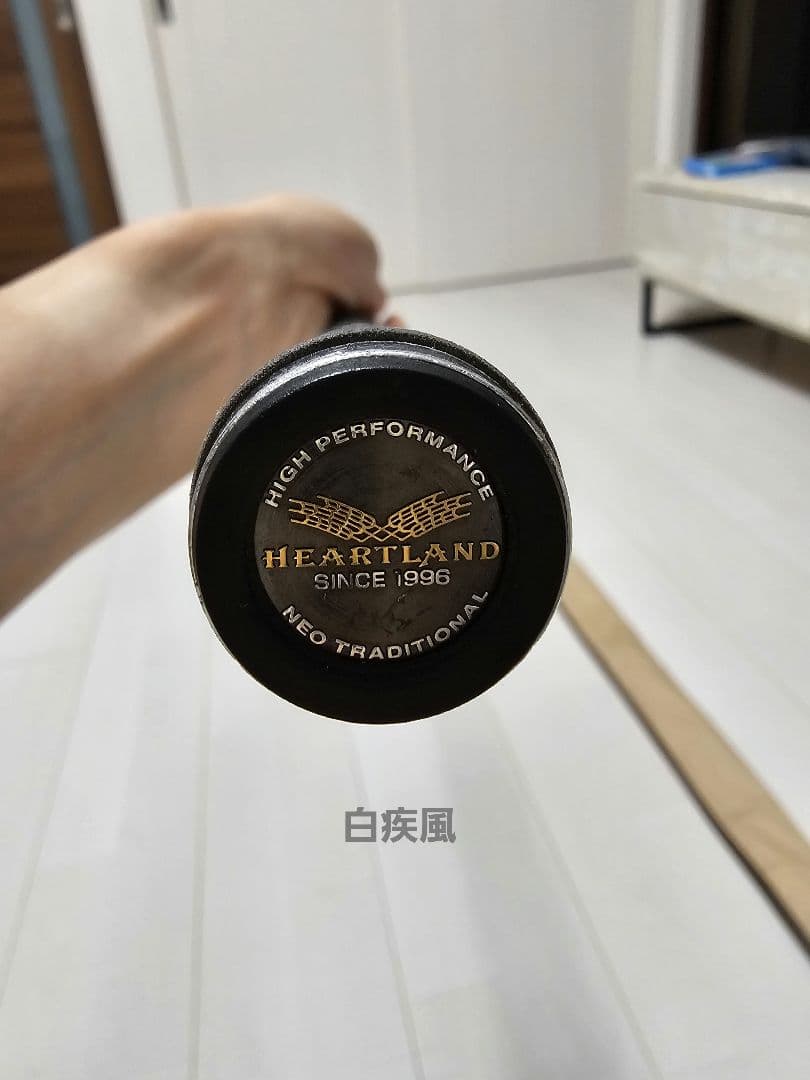 HIGH PERFORMANCE
HEARTLAND
SINCE 1996
NEO TRADITIONAL
白疾風